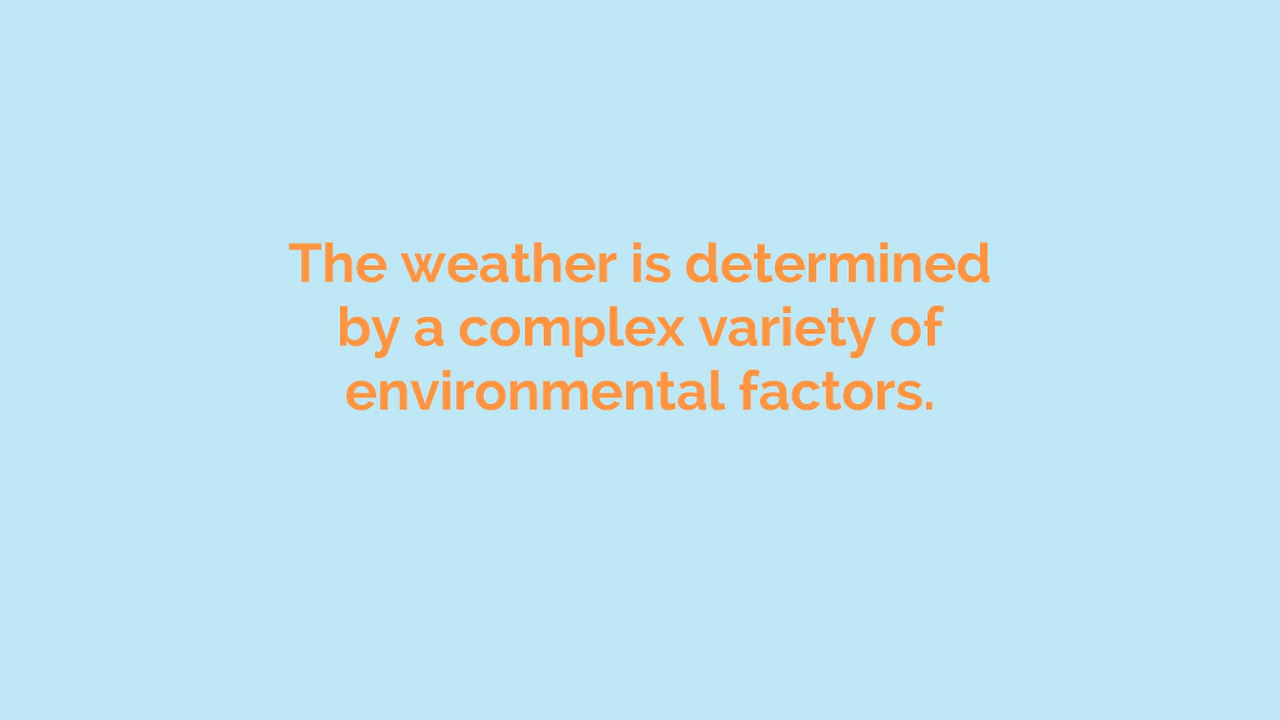 The weather is determined
by a complex variety of
environmental factors.